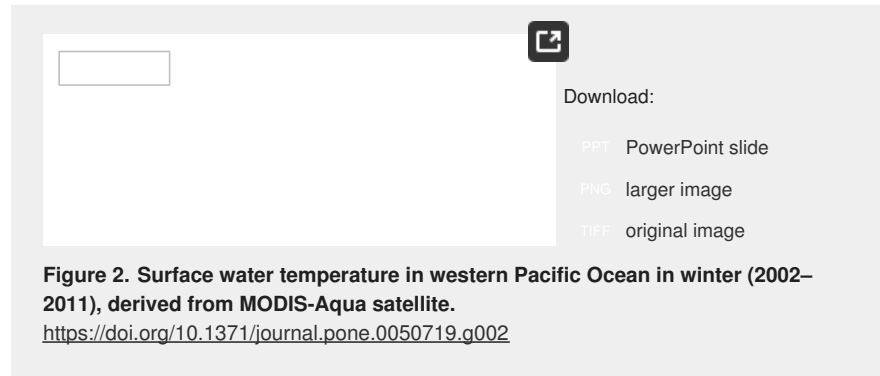 Download:
PPT PowerPoint slide
PNG larger image
TIFF original image
Figure 2. Surface water temperature in western Pacific Ocean in winter (2002–
2011), derived from MODIS-Aqua satellite.
https://doi.org/10.1371/journal.pone.0050719.g002